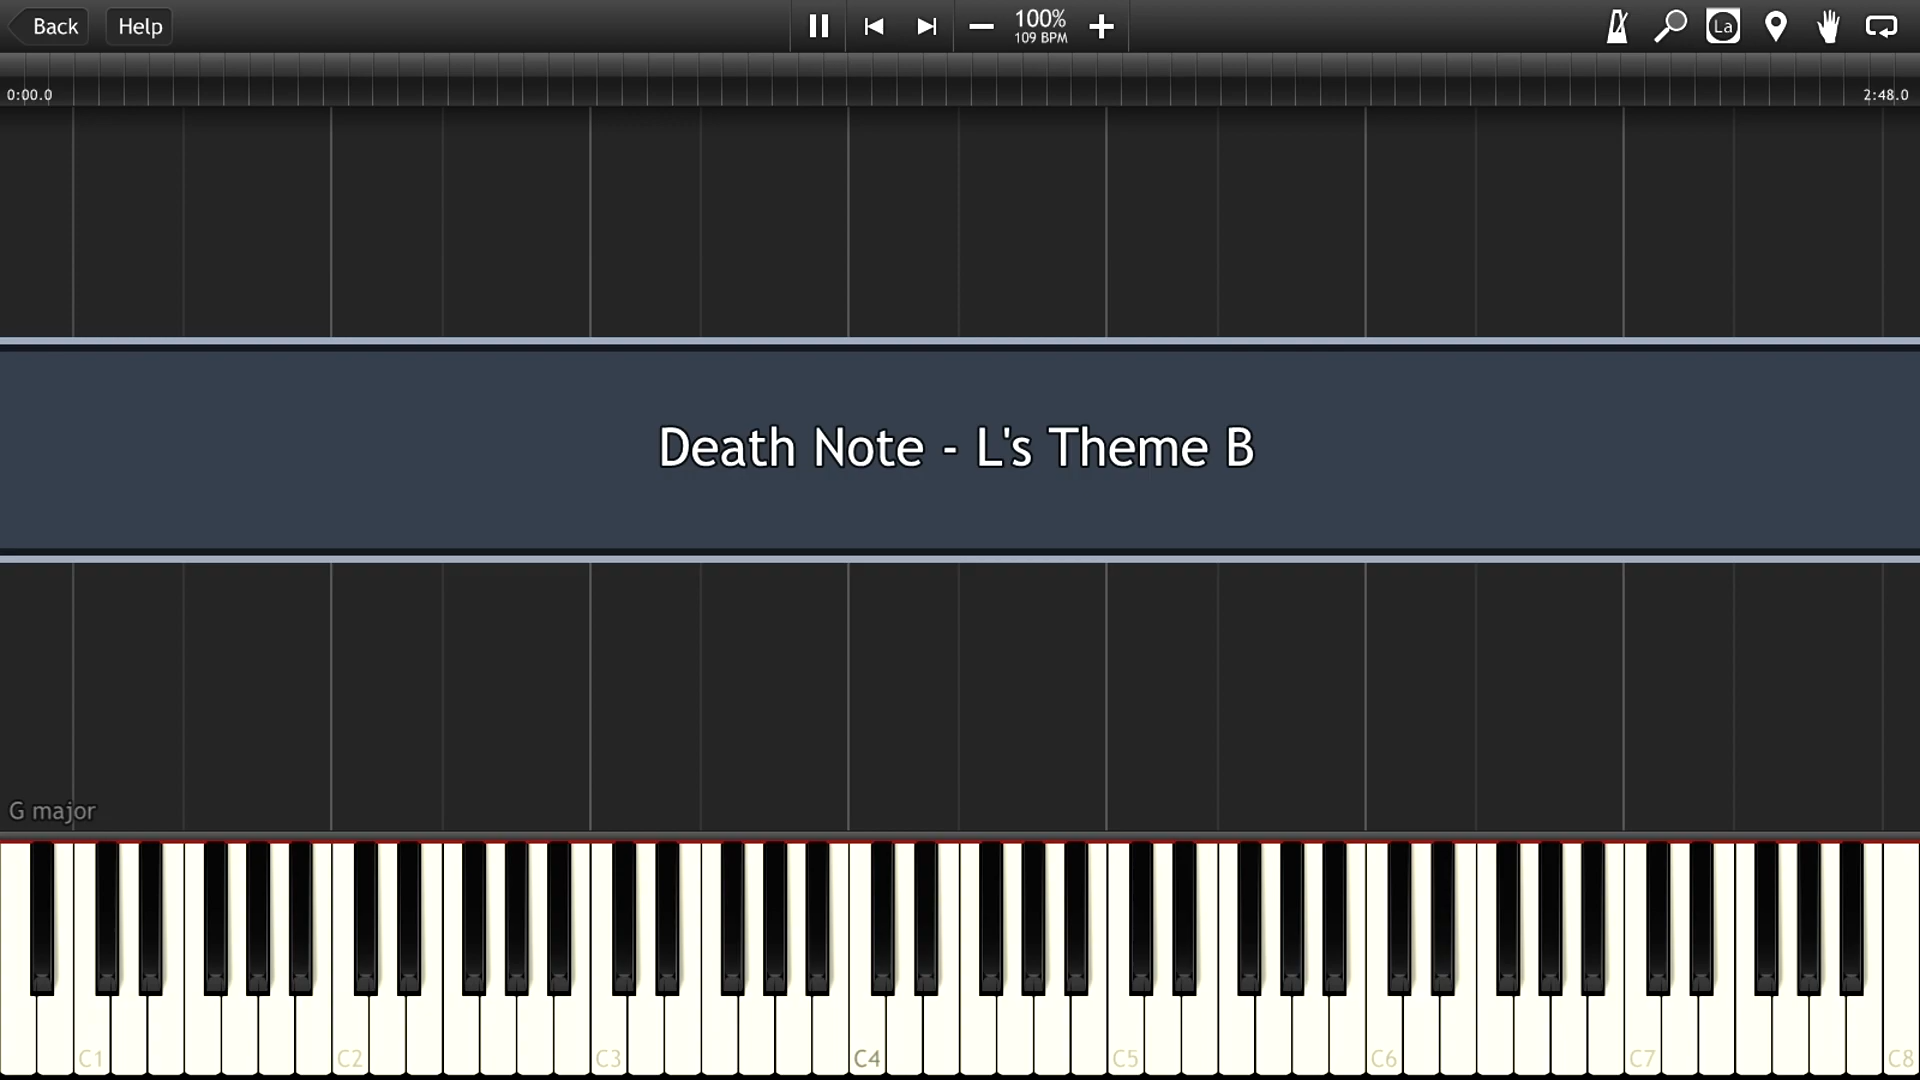 Back Help 100% La
109 BPM
0:00.0 2:48.0
Death Note - L's Theme B
G major
C1 C2 C3 C4 C5 C6 C7 C8